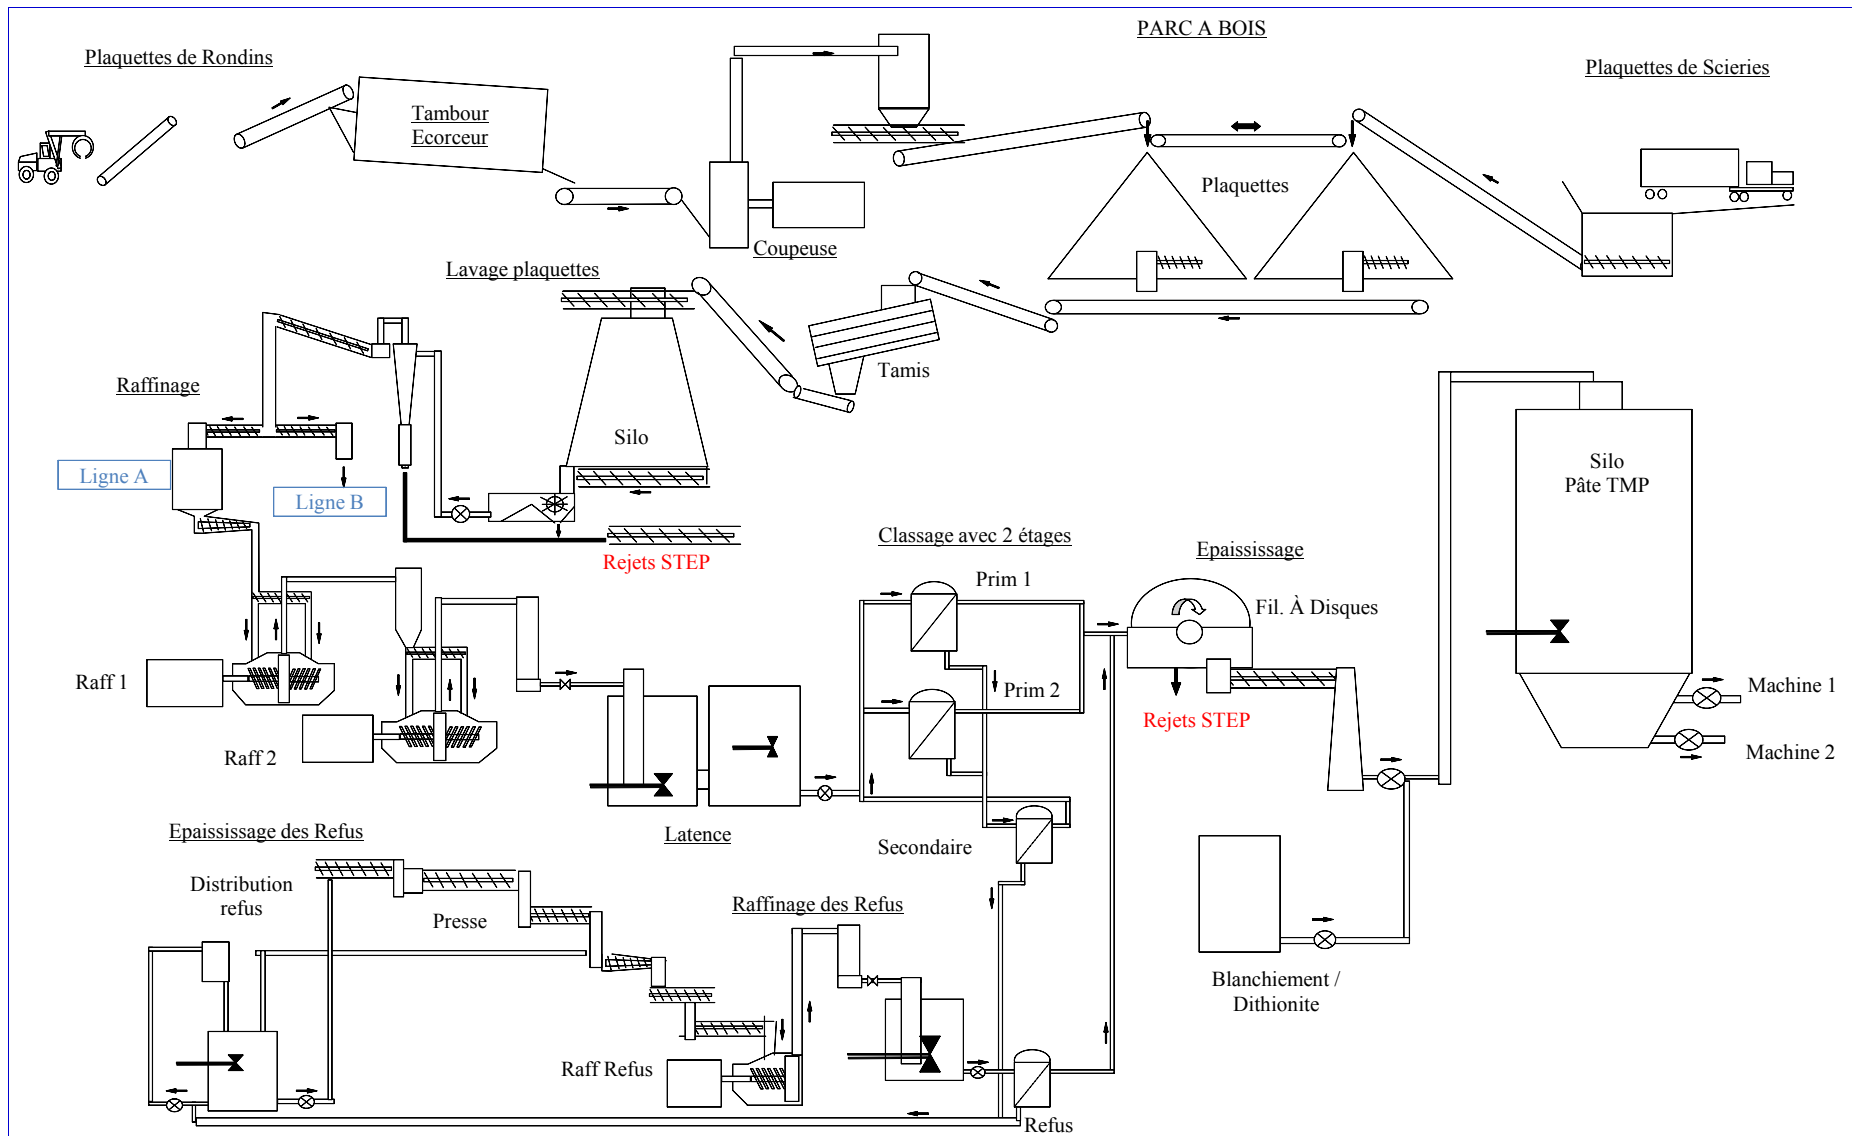 PARC A BOIS
Plaquettes de Rondins
Plaquettes de Scieries
Tambour
Ecorceur
Plaquettes
Coupeuse
Lavage plaquettes
Tamis
Raffinage
Silo
Silo
Pâte TMP
Ligne A
Ligne B
Rejets STEP
Classage avec 2 étages
Epaississage
Prim 1
Fil. À Disques
Raff 1
Prim 2
Machine 1
Rejets STEP
Raff 2
Machine 2
Latence
Epaississage des Refus
Secondaire
Distribution
refus
Presse
Raffinage des Refus
Blanchiement /
Dithionite
Raff Refus
Refus